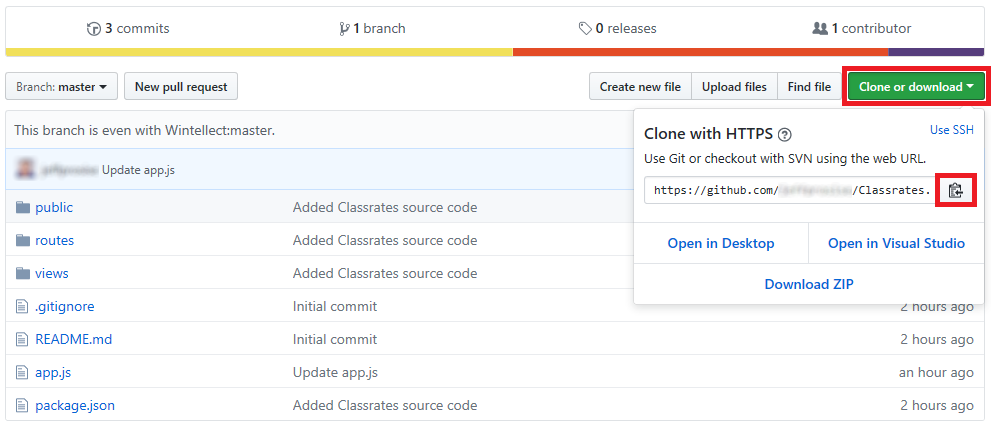 3 commits 1 branch 0 releases 1 contributor
Branch: master New pull request Create new file Upload files Find file Clone or download
This branch is even with Wintellect:master.
Update app.js
Clone with HTTPS ? Use SSH
Use Git or checkout with SVN using the web URL.
https://github.com/ /Classrates.
Open in Desktop Open in Visual Studio
Download ZIP
public Added Classrates source code
routes Added Classrates source code
views Added Classrates source code
.gitignore Initial commit 2 hours ago
README.md Initial commit 2 hours ago
app.js Update app.js an hour ago
package.json Added Classrates source code 2 hours ago